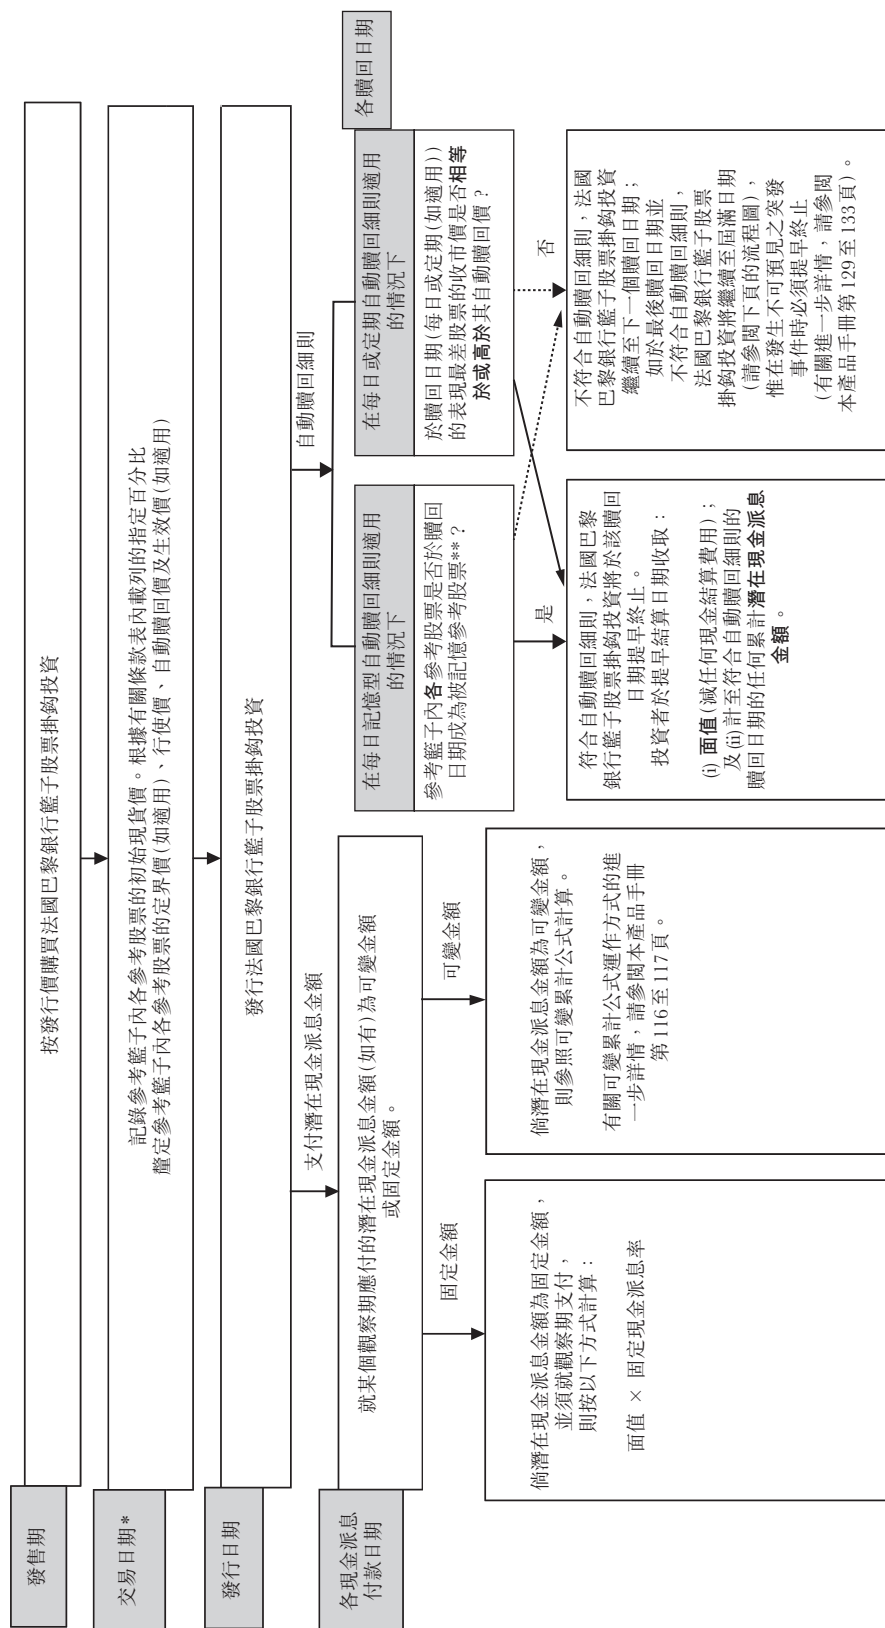 發售期
按發行價購買法國巴黎銀行籃子股票掛鈎投資
交易日期*
記錄參考籃子內各參考股票的初始現貨價。根據有關條款表內載列的指定百分比
釐定參考籃子內各參考股票的定界價(如適用)、行使價、自動贖回價及生效價(如適用)
發行日期
發行法國巴黎銀行籃子股票掛鈎投資
支付潛在現金派息金額
自動贖回細則
各現金派息
付款日期
就某個觀察期應付的潛在現金派息金額(如有)為可變金額
或固定金額。
固定金額
可變金額
倘潛在現金派息金額為固定金額,
並須就觀察期支付,
則按以下方式計算:
面值 × 固定現金派息率
倘潛在現金派息金額為可變金額,
則參照可變累計公式計算。
有關可變累計公式運作方式的進
一步詳情,請參閱本產品手冊
第116至117頁。
在每日記憶型自動贖回細則適用
的情況下
參考籃子內各參考股票是否於贖回
日期成為被記憶參考股票**?
在每日或定期自動贖回細則適用
的情況下
於贖回日期(每日或定期(如適用))
的表現最差股票的收市價是否相等
於或高於其自動贖回價?
各贖回日期
是
否
符合自動贖回細則,法國巴黎
銀行籃子股票掛鈎投資將於該贖回
日期提早終止。
投資者於提早結算日期收取:
(i) 面值(減任何現金結算費用);
及(ii)計至符合自動贖回細則的
贖回日期的任何累計潛在現金派息
金額。
不符合自動贖回細則,法國
巴黎銀行籃子股票掛鈎投資
繼續至下一個贖回日期;
如於最後贖回日期並
不符合自動贖回細則,
法國巴黎銀行籃子股票
掛鈎投資將繼續至屆滿日期
(請參閱下頁的流程圖),
惟在發生不可預見之突發
事件時必須提早終止
(有關進一步詳情,請參閱
本產品手冊第129至133頁)。